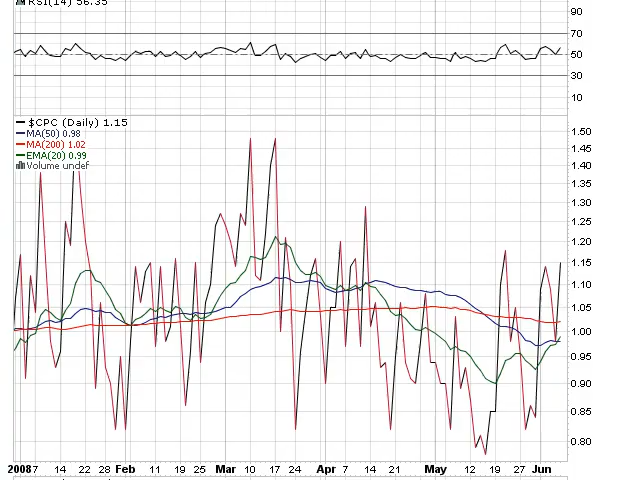 RSI(14) 56.35
90
70
50
30
10
$CPC (Daily) 1.15
MA(50) 0.98
MA(200) 1.02
EMA(20) 0.99
Volume undef
1.50
1.45
1.40
1.35
1.30
1.25
1.20
1.15
1.10
1.05
1.00
0.95
0.90
0.85
0.80
2008 7 14 22 28 Feb 11 19 25 Mar 10 17 24 Apr 7 14 21 May 12 19 27 Jun